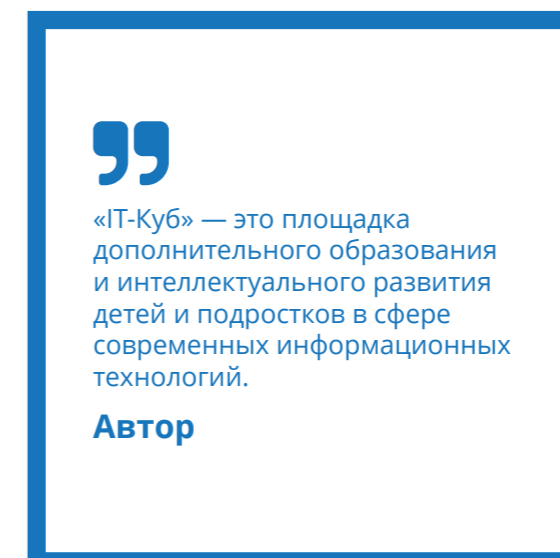 «IT-Куб» — это площадка
дополнительного образования
и интеллектуального развития
детей и подростков в сфере
современных информационных
технологий.
Автор